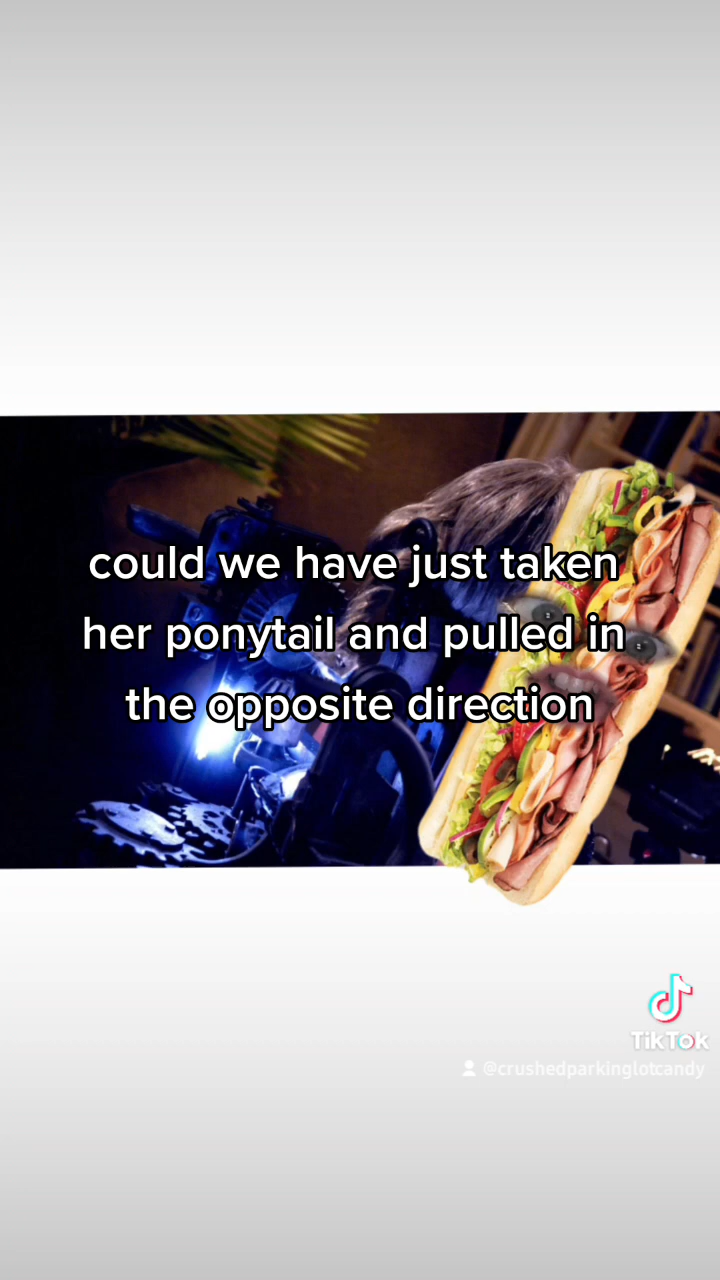 could we have just taken
her ponytail and pulled in
the opposite direction
TikTok
@crushedparkinglotcandy